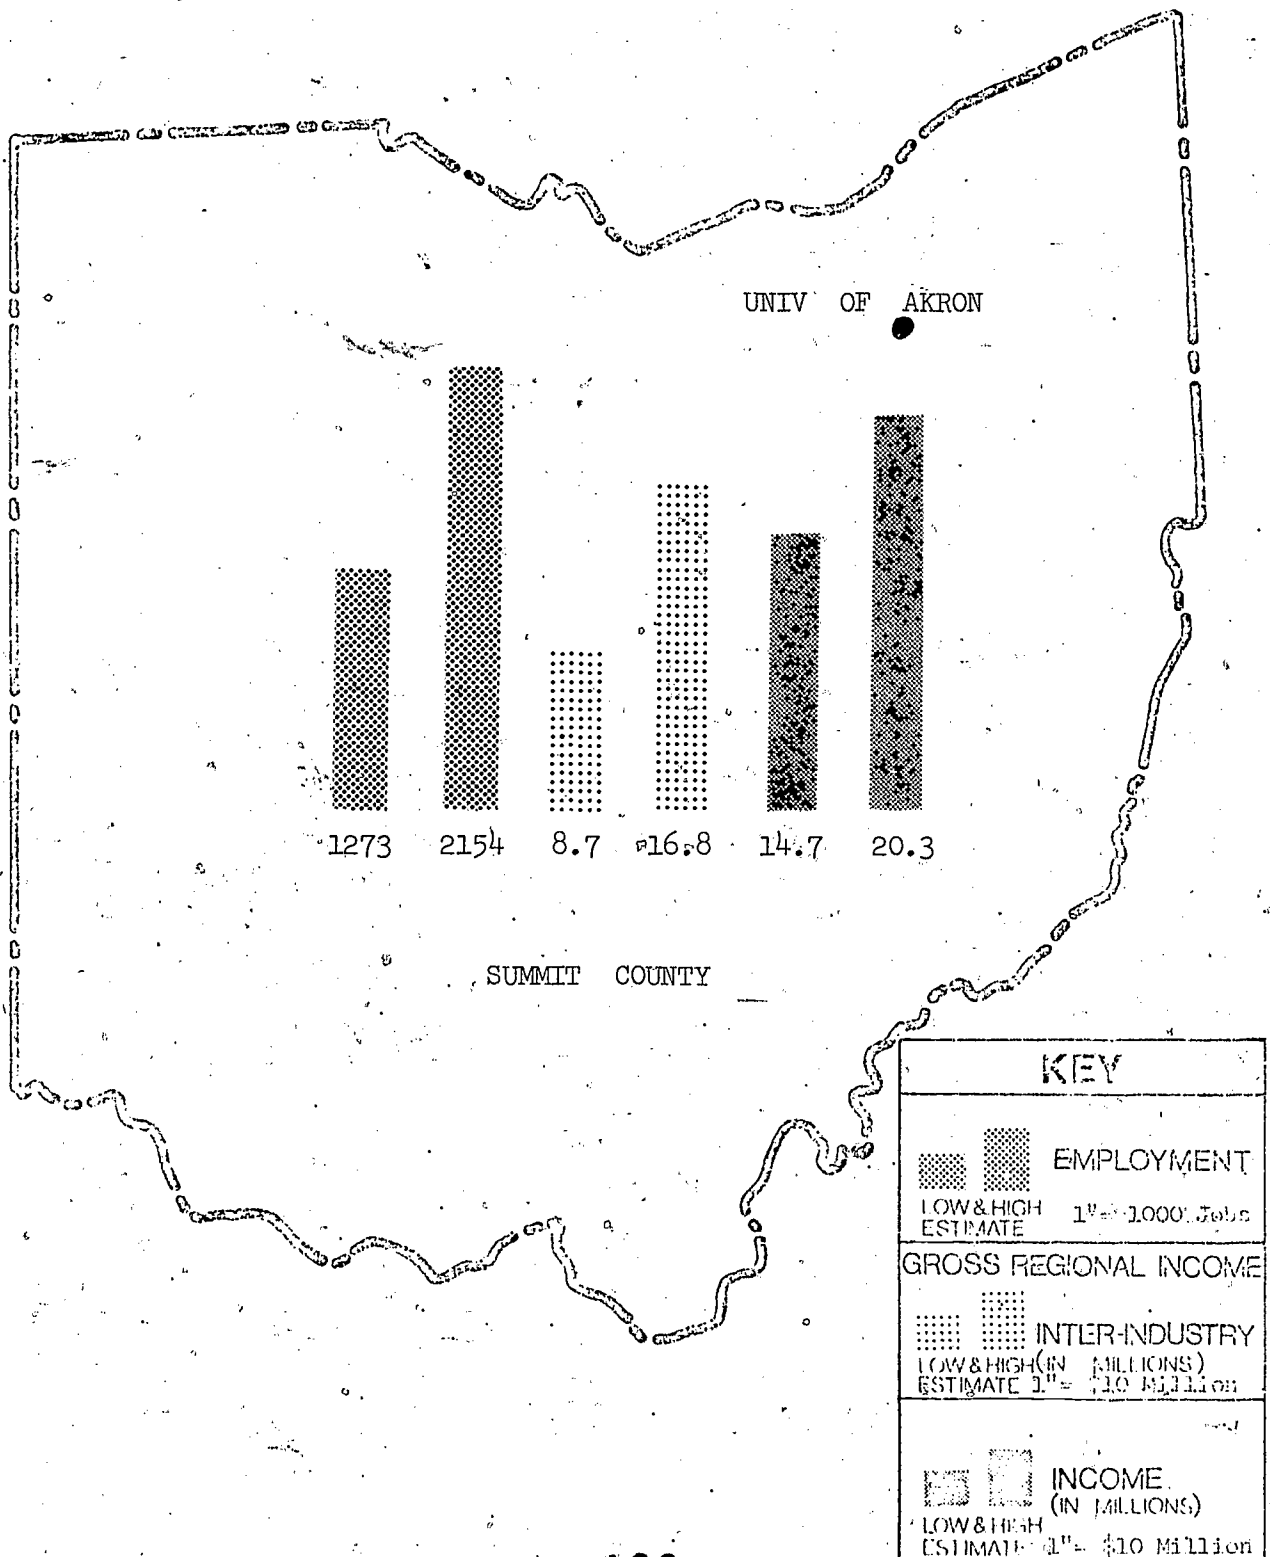 UNIV OF AKRON
1273 2154 8.7 16.8 14.7 20.3
SUMMIT COUNTY
KEY
EMPLOYMENT
LOW & HIGH
ESTIMATE 1"= 1000 Jobs
GROSS REGIONAL INCOME
INTER-INDUSTRY
LOW & HIGH (IN MILLIONS)
ESTIMATE 1"= $10 Million
INCOME
(IN MILLIONS)
LOW & HIGH
ESTIMATE 1"= $10 Million